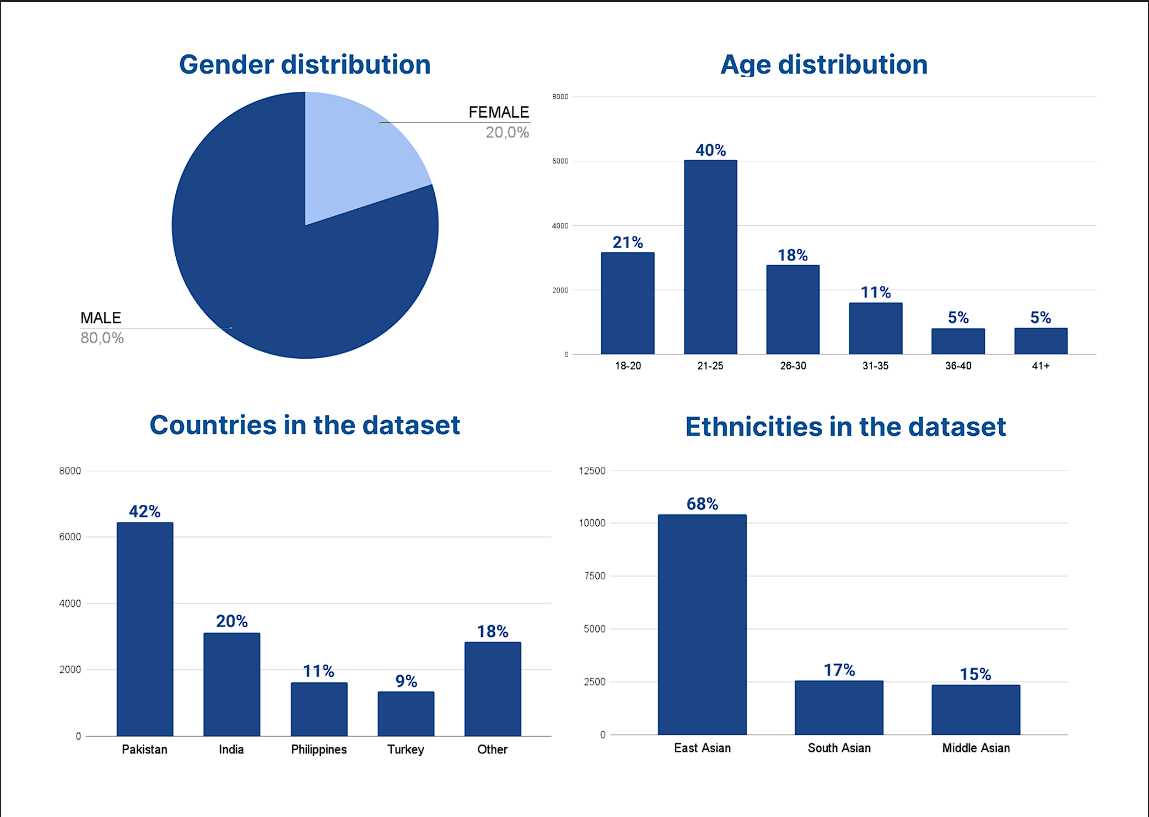 Gender distribution
FEMALE
20,0%
MALE
80,0%
Age distribution
8000
6000
4000
2000
0
21%
40%
18%
11%
5%
5%
18-20
21-25
26-30
31-35
36-40
41+
Countries in the dataset
8000
6000
4000
2000
0
42%
20%
11%
9%
18%
Pakistan
India
Philippines
Turkey
Other
Ethnicities in the dataset
12500
10000
7500
5000
2500
0
68%
17%
15%
East Asian
South Asian
Middle Asian